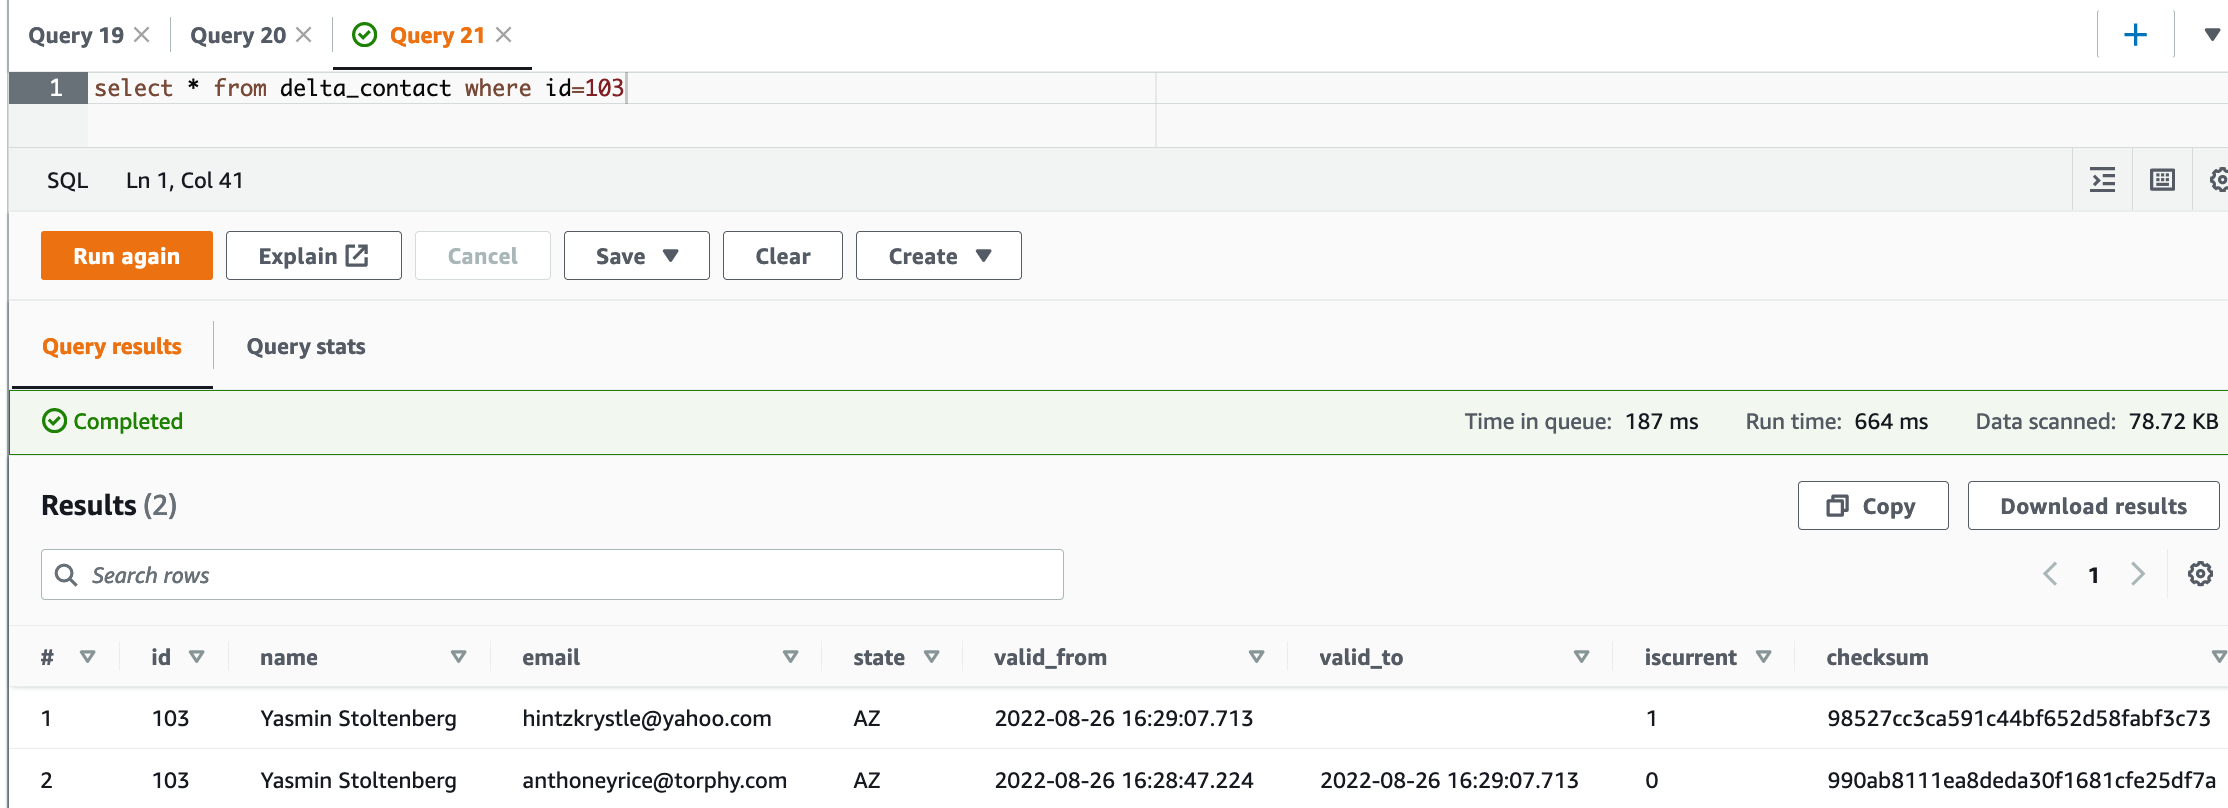 Query 19 Query 20 Query 21
1 select * from delta_contact where id=103
SQL Ln 1, Col 41
Run again Explain Cancel Save Clear Create
Query results Query stats
Completed Time in queue: 187 ms Run time: 664 ms Data scanned: 78.72 KB
Results (2) Copy Download results
Search rows 1
# id name email state valid_from valid_to iscurrent checksum
1 103 Yasmin Stoltenberg hintzkrystle@yahoo.com AZ 2022-08-26 16:29:07.713 1 98527cc3ca591c44bf652d58fabf3c73
2 103 Yasmin Stoltenberg anthoneyrice@torphy.com AZ 2022-08-26 16:28:47.224 2022-08-26 16:29:07.713 0 990ab8111ea8deda30f1681cfe25df7a